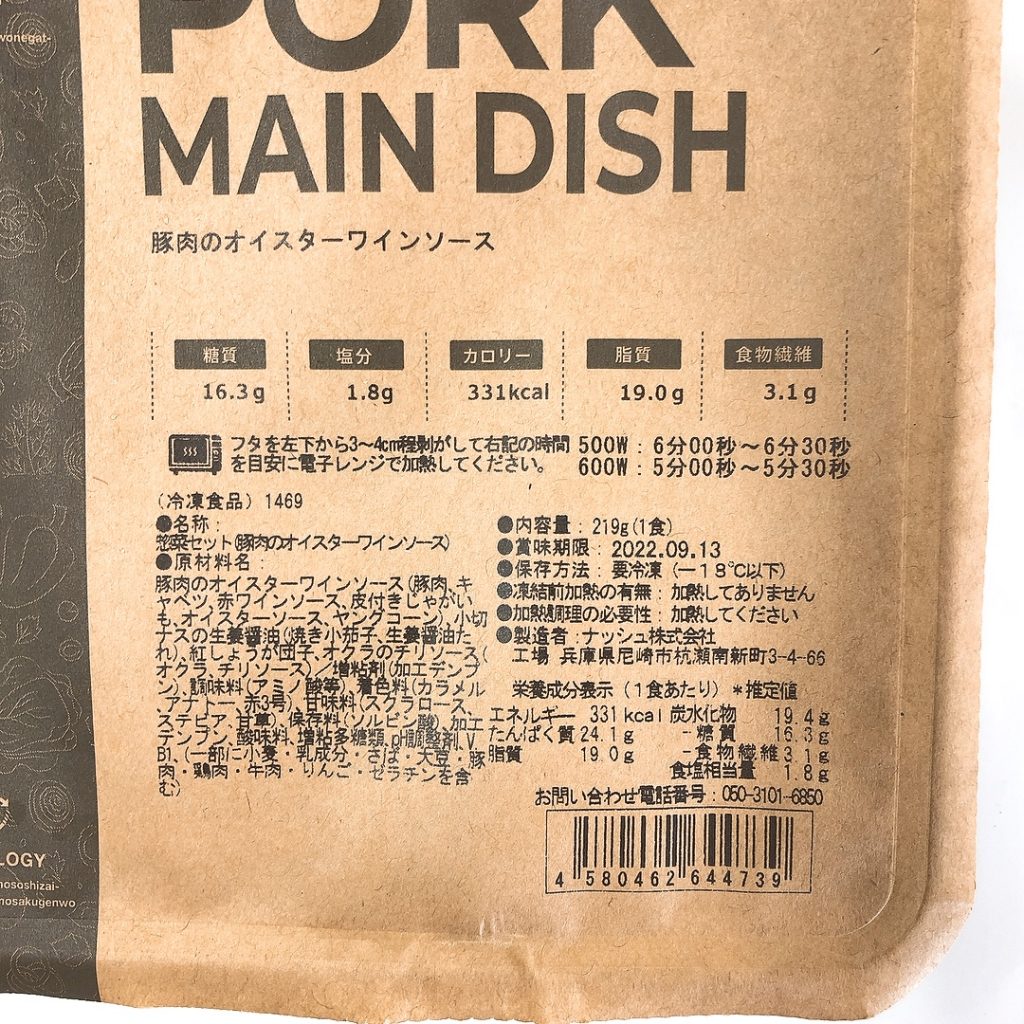 wonegat-
PORK
MAIN DISH
豚肉のオイスターワインソース
糖質 塩分 カロリー 脂質 食物繊維
16.3g 1.8g 331kcal 19.0g 3.1g
フタを左下から3〜4cm程剥がして右記の時間
を目安に電子レンジで加熱してください。
500W：6分00秒〜6分30秒
600W：5分00秒〜5分30秒
(冷凍食品) 1469
●名称：
惣菜セット(豚肉のオイスターワインソース)
●原材料名：
豚肉のオイスターワインソース(豚肉、キ
ャベツ、赤ワインソース、皮付きじゃがい
も、オイスターソース、ヤングコーン)、小切
ナスの生姜醤油(焼き小茄子、生姜醤油た
れ)、紅しょうが団子、オクラのチリソース(
オクラ、チリソース)／増粘剤(加工デンプ
ン)、調味料(アミノ酸等)、着色料(カラメル
、アナトー、赤3号)、甘味料(スクラロース、
ステビア、甘草)、保存料(ソルビン酸)、加工
デンプン、酸味料、増粘多糖類、pH調整剤、V.
B1、(一部に小麦・乳成分・さば・大豆・豚
肉・鶏肉・牛肉・りんご・ゼラチンを含
む)
●内容量：219g(1食)
●賞味期限：2022.09.13
●保存方法：要冷凍(－18℃以下)
●凍結前加熱の有無：加熱してありません
●加熱調理の必要性：加熱してください
●製造者：ナッシュ株式会社
工場 兵庫県尼崎市杭瀬南新町3-4-66
栄養成分表示(1食あたり)＊推定値
エネルギー 331kcal 炭水化物 19.4g
たんぱく質 24.1g －糖質 16.3g
脂質 19.0g －食物繊維 3.1g
食塩相当量 1.8g
お問い合わせ電話番号：050-3101-6850
4 580462 644739
LOGY
nososhizai-
nosakugenwo